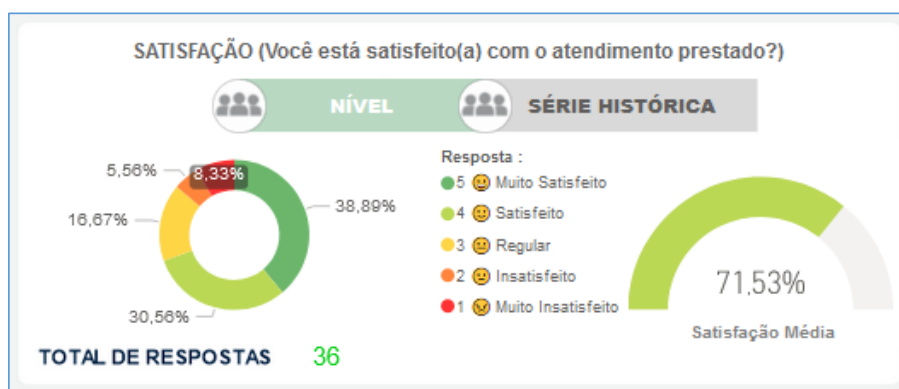 SATISFAÇÃO (Você está satisfeito(a) com o atendimento prestado?)
NÍVEL
SÉRIE HISTÓRICA
5,56%
8,33%
16,67%
38,89%
30,56%
Resposta :
5 Muito Satisfeito
4 Satisfeito
3 Regular
2 Insatisfeito
1 Muito Insatisfeito
71,53%
Satisfação Média
TOTAL DE RESPOSTAS 36